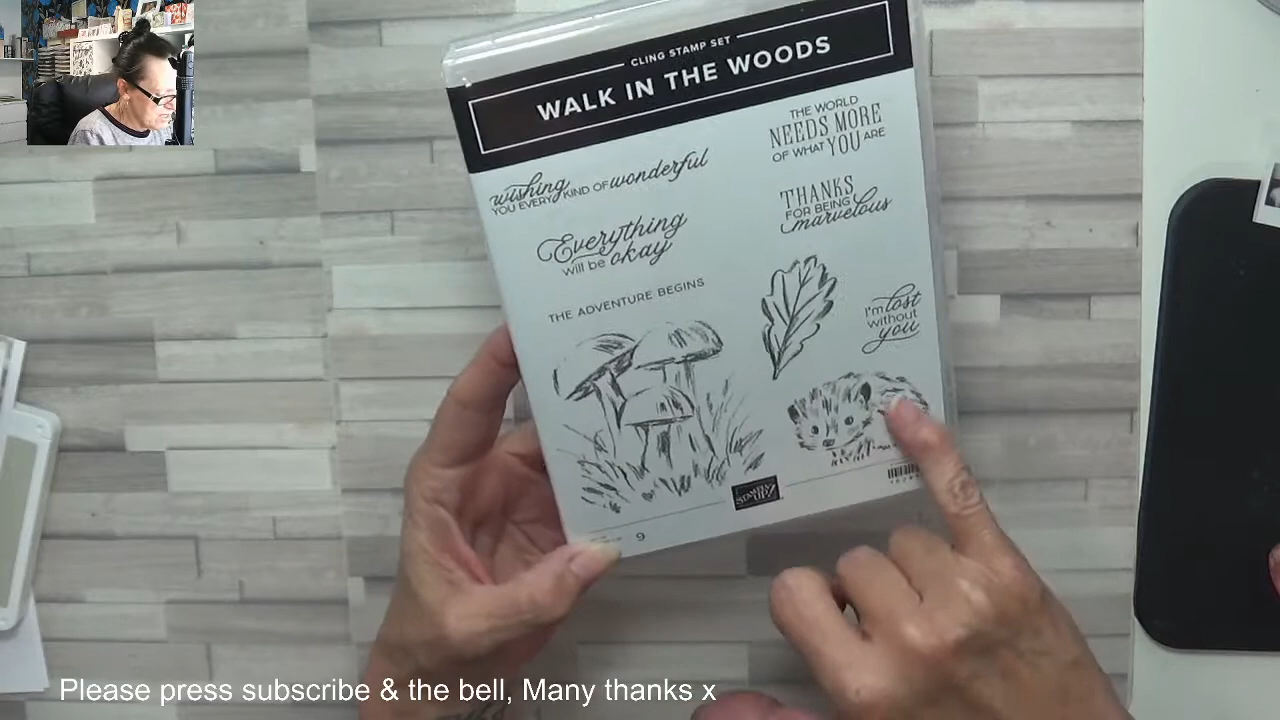 CLING STAMP SET
WALK IN THE WOODS
THE WORLD
NEEDS MORE
OF WHAT YOU ARE
wishing
YOU EVERY KIND OF wonderful
THANKS
FOR BEING
marvelous
Everything
will be okay
THE ADVENTURE BEGINS
I'm lost
without
you
STAMPIN' UP!
9
Please press subscribe & the bell, Many thanks x